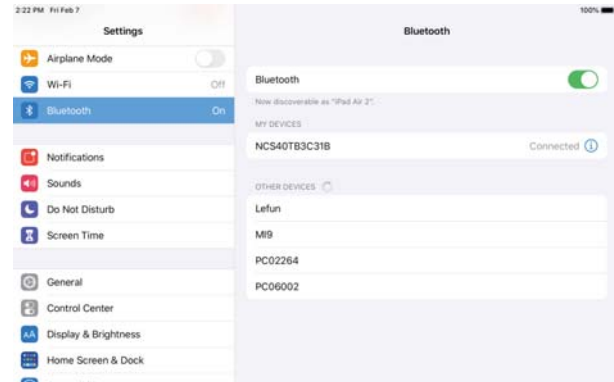 2:22 PM Fri Feb 7
100%
Settings
Airplane Mode
Wi-Fi Off
Bluetooth On
Notifications
Sounds
Do Not Disturb
Screen Time
General
Control Center
Display & Brightness
Home Screen & Dock
Bluetooth
Bluetooth
Now discoverable as "iPad Air 2".
MY DEVICES
NCS40TB3C31B Connected
OTHER DEVICES
Lefun
MI9
PC02264
PC06002